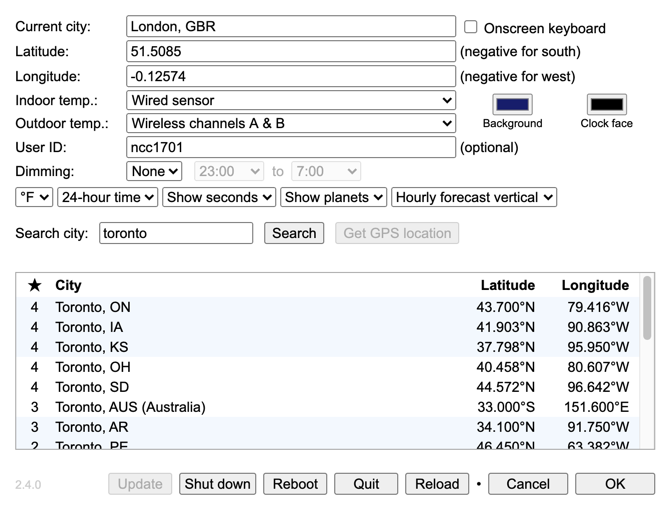 Current city: London, GBR Onscreen keyboard
Latitude: 51.5085 (negative for south)
Longitude: -0.12574 (negative for west)
Indoor temp.: Wired sensor
Outdoor temp.: Wireless channels A & B Background Clock face
User ID: ncc1701 (optional)
Dimming: None 23:00 to 7:00
°F 24-hour time Show seconds Show planets Hourly forecast vertical
Search city: toronto Search Get GPS location
★ City Latitude Longitude
4 Toronto, ON 43.700°N 79.416°W
4 Toronto, IA 41.903°N 90.863°W
4 Toronto, KS 37.798°N 95.950°W
4 Toronto, OH 40.458°N 80.607°W
4 Toronto, SD 44.572°N 96.642°W
3 Toronto, AUS (Australia) 33.000°S 151.600°E
3 Toronto, AR 34.100°N 91.750°W
2 Toronto, PE 46.450°N 63.382°W
2.4.0 Update Shut down Reboot Quit Reload • Cancel OK